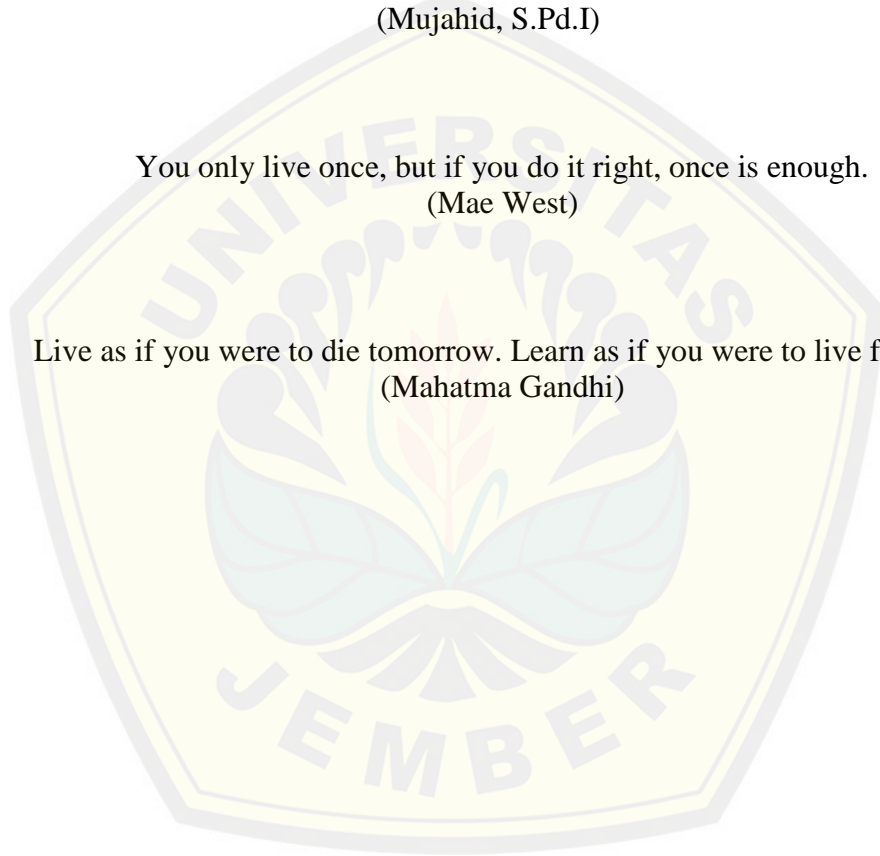 (Mujahid, S.Pd.I)
You only live once, but if you do it right, once is enough.
(Mae West)
Live as if you were to die tomorrow. Learn as if you were to live
(Mahatma Gandhi)
UNIVERSITAS
JEMBER